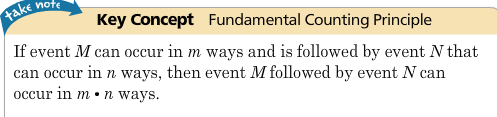 take note
Key Concept Fundamental Counting Principle
If event M can occur in m ways and is followed by event N that
can occur in n ways, then event M followed by event N can
occur in m • n ways.